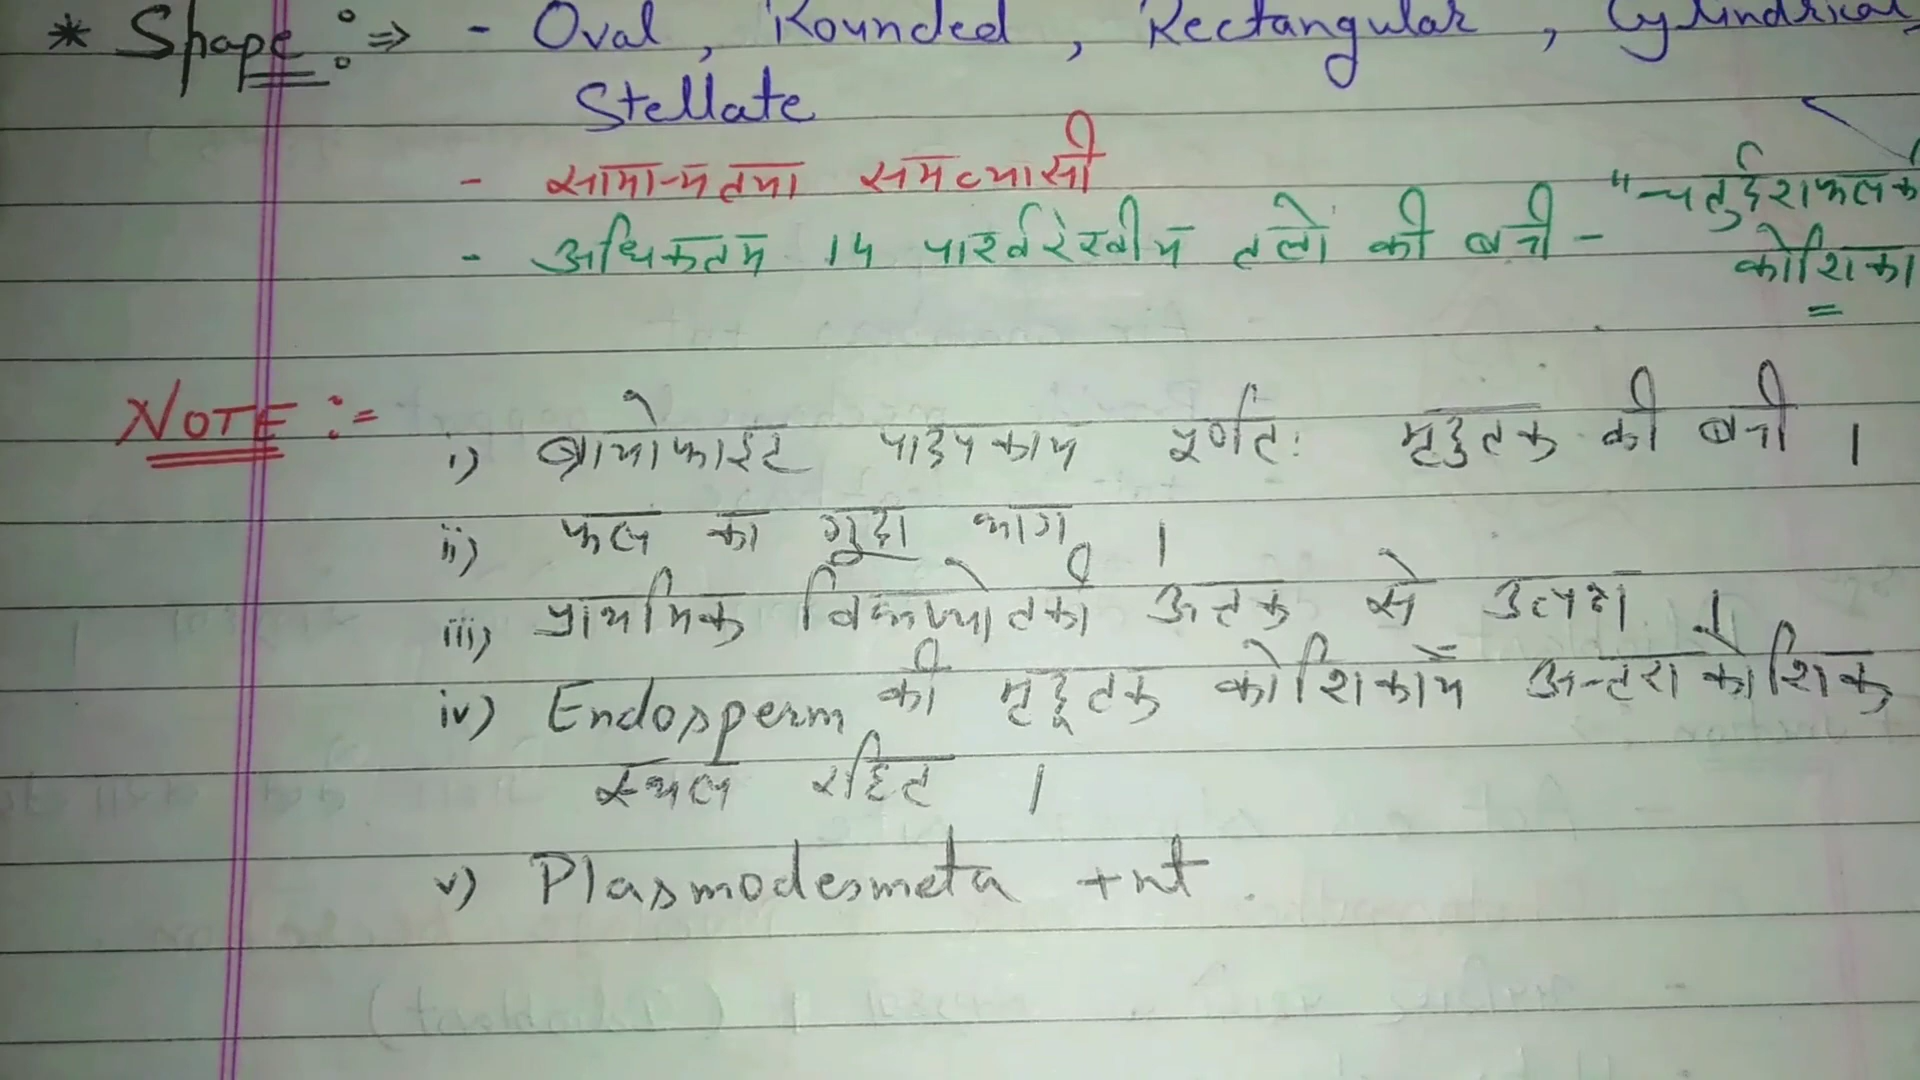 * Shape :⇒ - Oval, Rounded, Rectangular, Cylindrical,
Stellate
- सामान्यतया समव्यासी
- अधिकतम 14 पार्श्वरेखीय तलो की बनी - "चतुर्दशफलक
कोशिका
NOTE :=
i) ब्रायोफाइट पादपकाय पूर्णतः मृदुतक की बनी ।
ii) फल का गूदा भाग ।
iii) प्राथमिक विभज्योतकी ऊतक से उत्पन्न ।
iv) Endosperm की मृदूतक कोशिकाँय अन्तराकोशिक
स्थल रहित ।
v) Plasmodesmeta +nt.